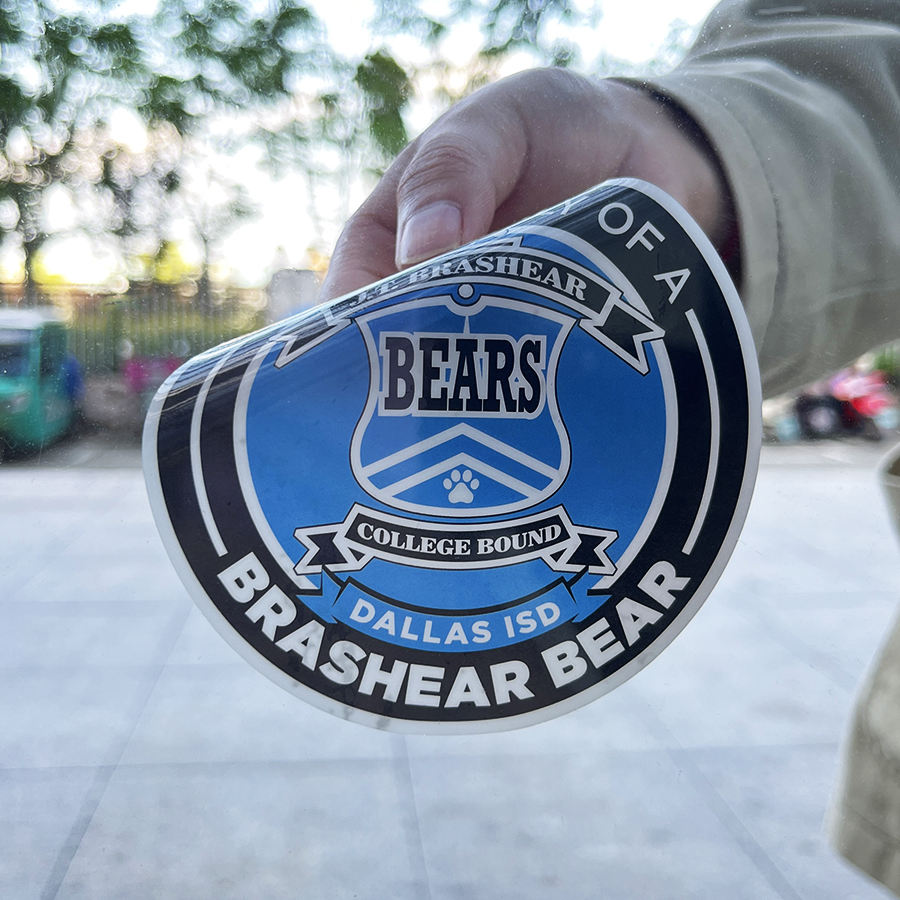 OF A
J.E. BRASHEAR
BEARS
COLLEGE BOUND
DALLAS ISD
BRASHEAR BEAR